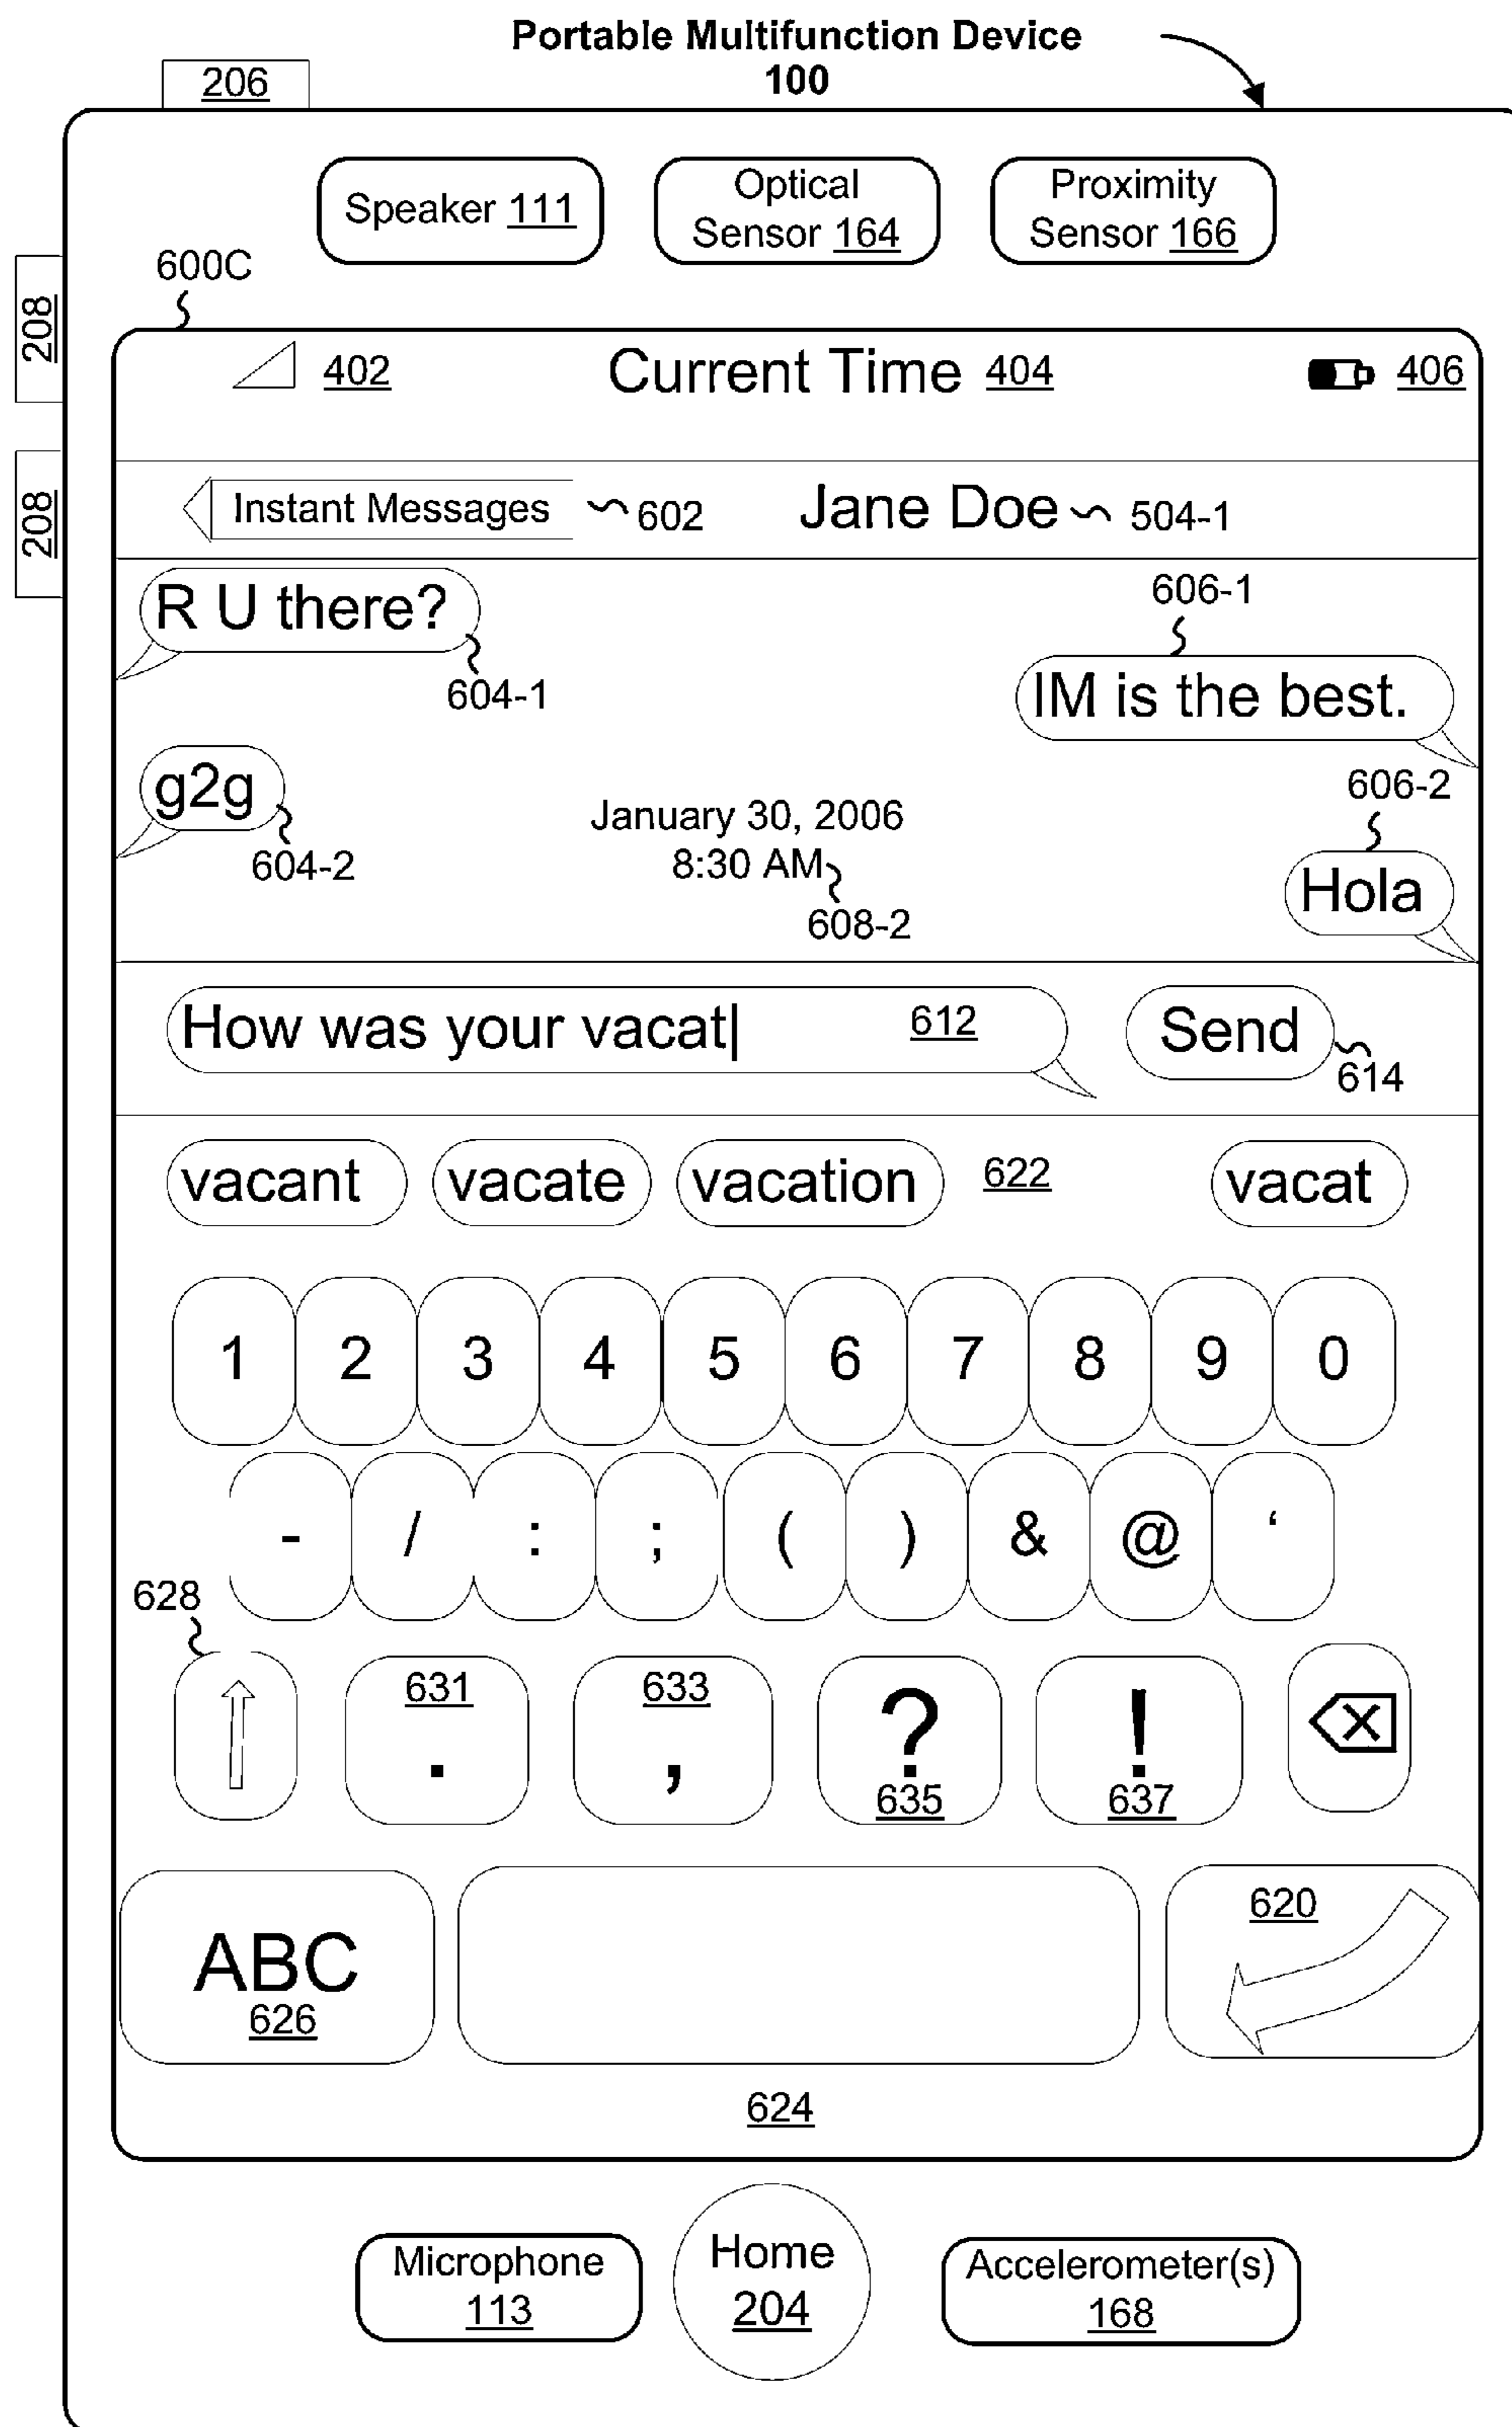 Portable Multifunction Device
100
206
Speaker 111
Optical
Sensor 164
Proximity
Sensor 166
600C
208
402
Current Time 404
406
208
Instant Messages
602
Jane Doe
504-1
R U there?
604-1
606-1
IM is the best.
g2g
604-2
January 30, 2006
8:30 AM
608-2
606-2
Hola
How was your vacat
612
Send
614
vacant
vacate
vacation
622
vacat
1 2 3 4 5 6 7 8 9 0
- / : ; ( ) & @ ‘
628
631
.
633
,
?
635
!
637
ABC
626
620
624
Microphone
113
Home
204
Accelerometer(s)
168